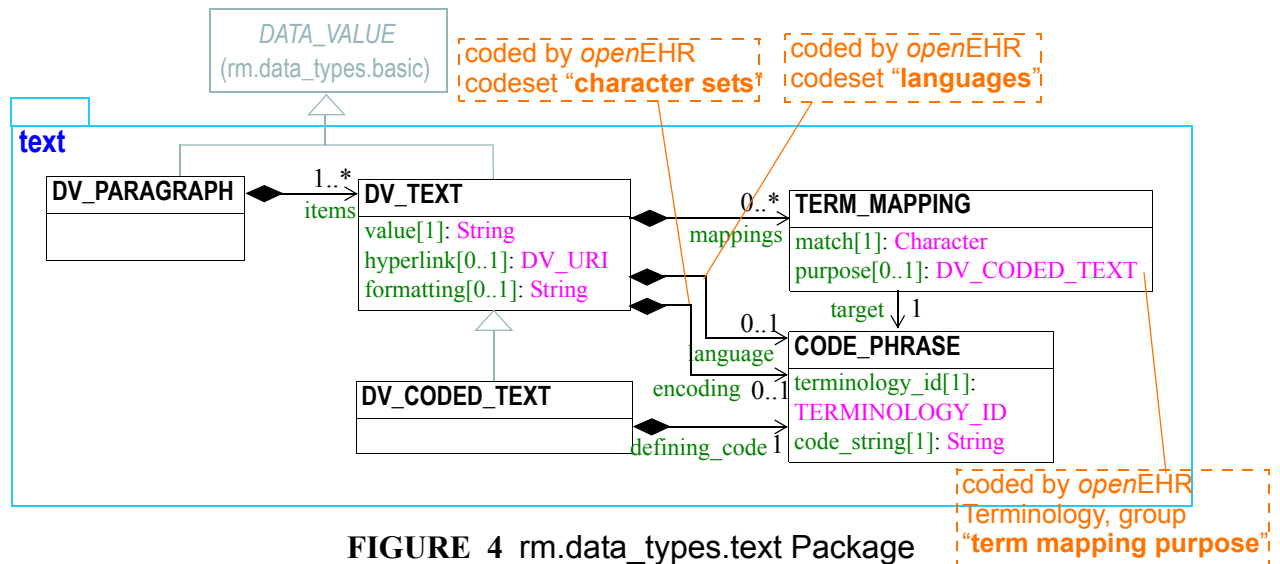 DATA_VALUE
(rm.data_types.basic)
coded by openEHR
codeset “character sets”
coded by openEHR
codeset “languages”
text
DV_PARAGRAPH
1..*
items
DV_TEXT
value[1]: String
hyperlink[0..1]: DV_URI
formatting[0..1]: String
0..*
mappings
TERM_MAPPING
match[1]: Character
purpose[0..1]: DV_CODED_TEXT
target
1
0..1
language
encoding
0..1
CODE_PHRASE
terminology_id[1]:
TERMINOLOGY_ID
code_string[1]: String
DV_CODED_TEXT
defining_code
1
coded by openEHR
Terminology, group
“term mapping purpose”
FIGURE 4 rm.data_types.text Package